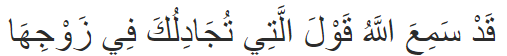 قَدْ سَمِعَ اللَّهُ قَوْلَ الَّتِي تُجَادِلُكَ فِي زَوْجِهَا